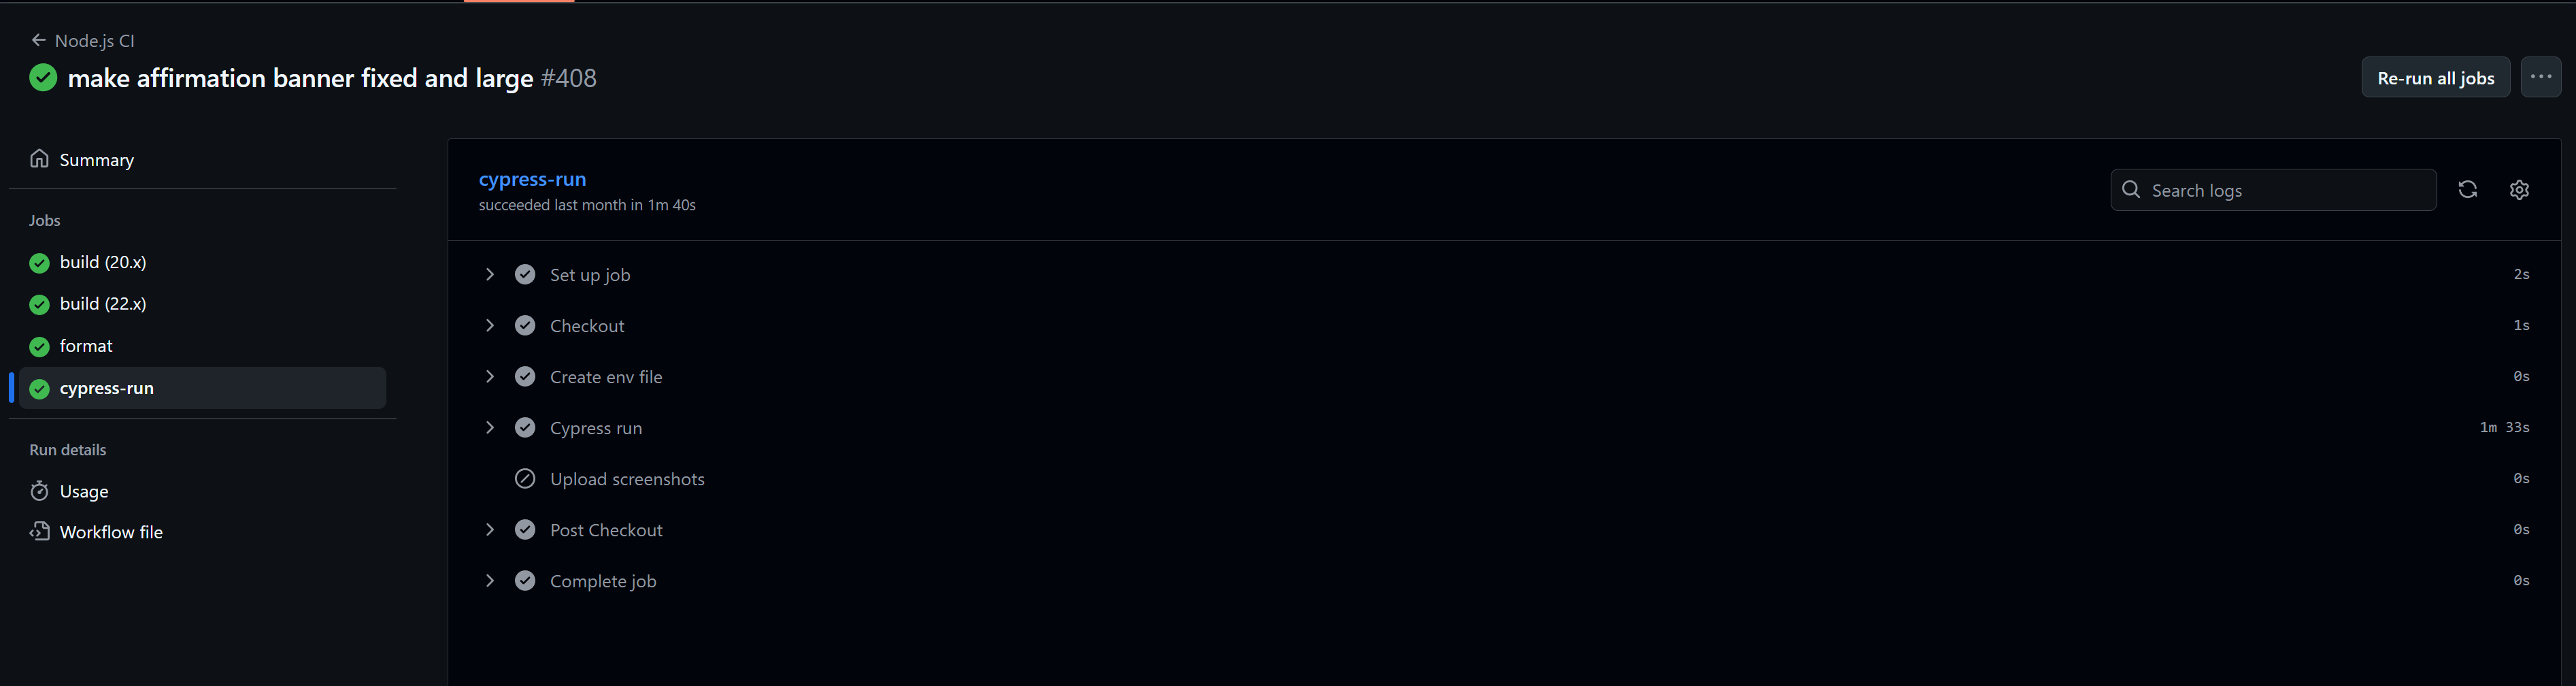 Node.js CI
make affirmation banner fixed and large #408
Re-run all jobs
Summary
Jobs
build (20.x)
build (22.x)
format
cypress-run
Run details
Usage
Workflow file
cypress-run
succeeded last month in 1m 40s
Search logs
Set up job 2s
Checkout 1s
Create env file 0s
Cypress run 1m 33s
Upload screenshots 0s
Post Checkout 0s
Complete job 0s